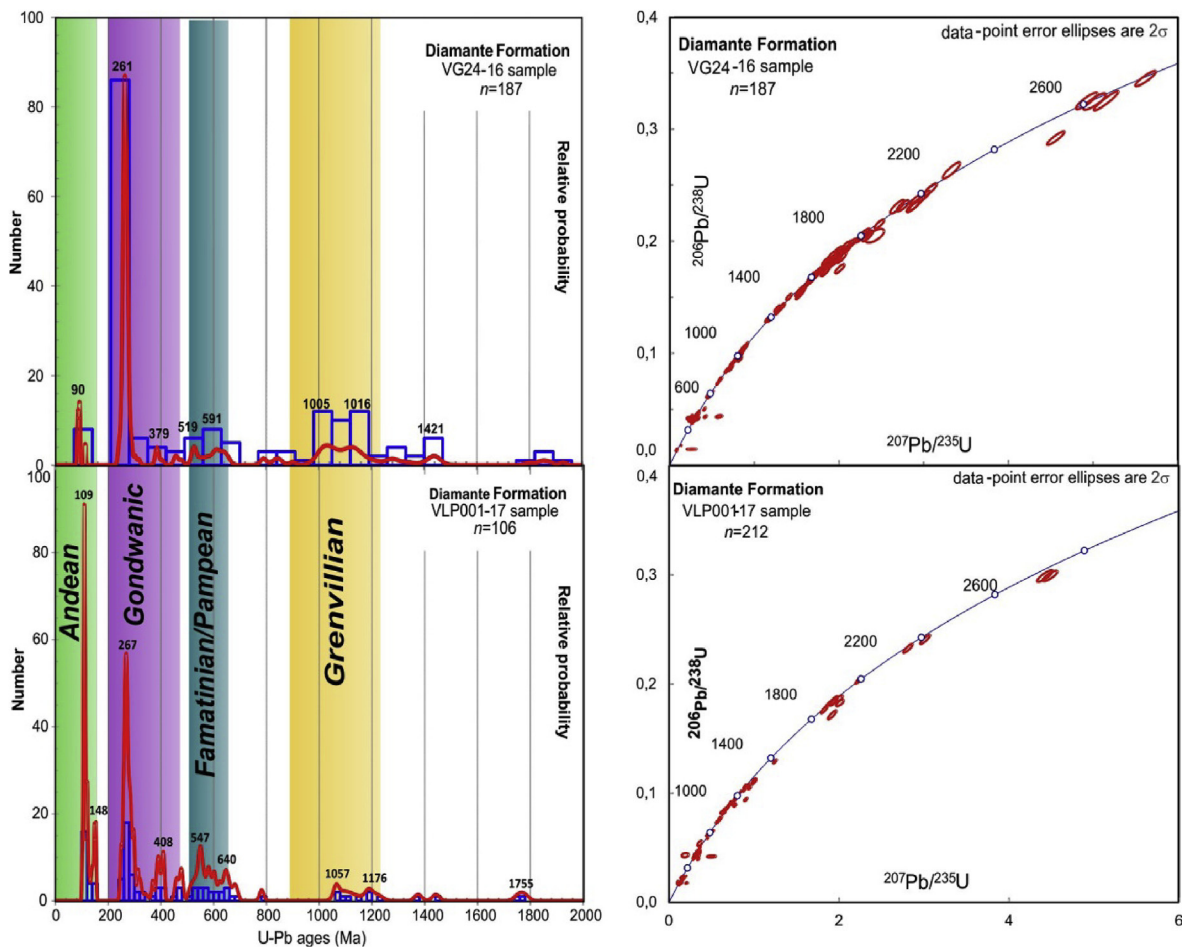 100
80
60
40
20
0
Number
261
90
379
519
591
1005
1016
1421
Diamante Formation
VG24-16 sample
n=187
Relative probability
100
80
60
40
20
0
Number
109
148
267
408
547
640
1057
1176
1755
Andean
Gondwanic
Famatinian/Pampean
Grenvillian
Diamante Formation
VLP001-17 sample
n=106
Relative probability
0 200 400 600 800 1000 1200 1400 1600 1800 2000
U-Pb ages (Ma)
0,4
0,3
0,2
0,1
0,0
data-point error ellipses are 2σ
Diamante Formation
VG24-16 sample
n=187
2600
2200
1800
1400
1000
600
206Pb/238U
207Pb/235U
0 2 4 6
0,4
0,3
0,2
0,1
0,0
data-point error ellipses are 2σ
Diamante Formation
VLP001-17 sample
n=212
2600
2200
1800
1400
1000
206Pb/238U
207Pb/235U
0 2 4 6